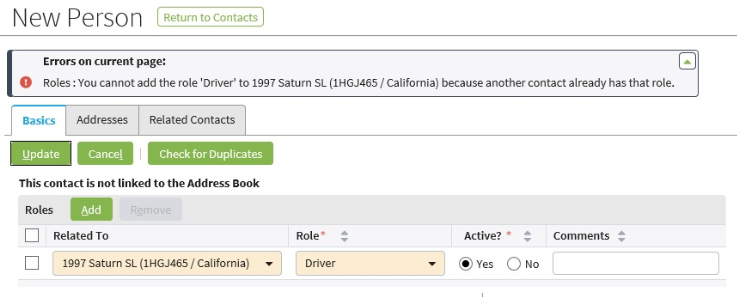 New Person Return to Contacts
Errors on current page:
Roles : You cannot add the role 'Driver' to 1997 Saturn SL (1HGJ465 / California) because another contact already has that role.
Basics Addresses Related Contacts
Update Cancel Check for Duplicates
This contact is not linked to the Address Book
Roles Add Remove
Related To Role* Active? * Comments
1997 Saturn SL (1HGJ465 / California) Driver Yes No